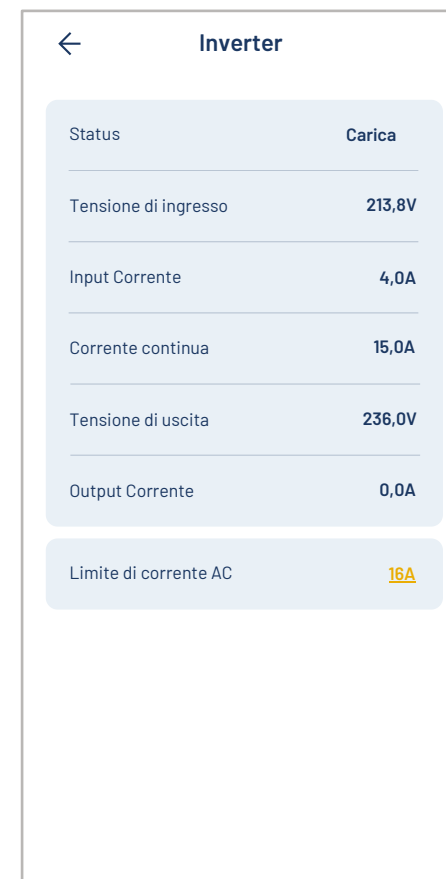 Inverter
Status Carica
Tensione di ingresso 213,8V
Input Corrente 4,0A
Corrente continua 15,0A
Tensione di uscita 236,0V
Output Corrente 0,0A
Limite di corrente AC 16A